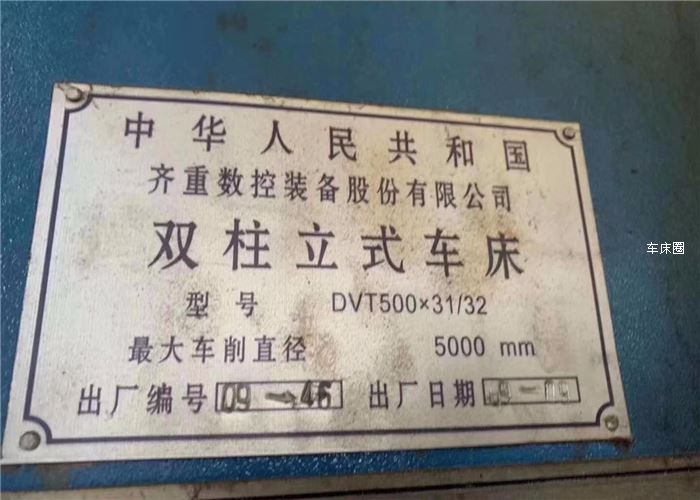 中华人民共和国
齐重数控装备股份有限公司
双柱立式车床
型号 DVT500×31/32
最大车削直径 5000 mm
出厂编号 09-46 出厂日期
车床圈